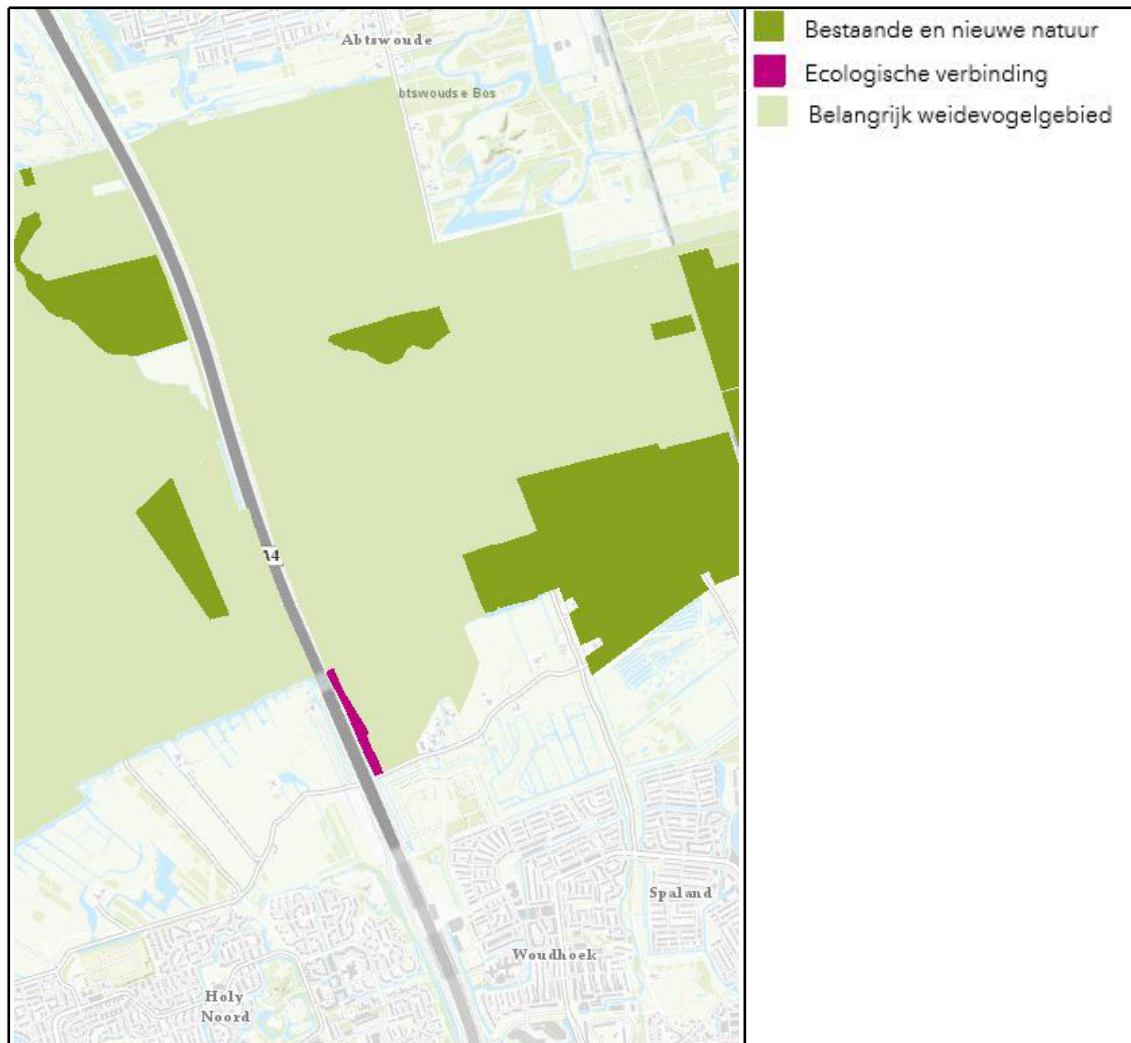 Abtswoude
btswoudse Bos
A4
Spaland
Woudhoek
Holy
Noord
Bestaande en nieuwe natuur
Ecologische verbinding
Belangrijk weidevogelgebied